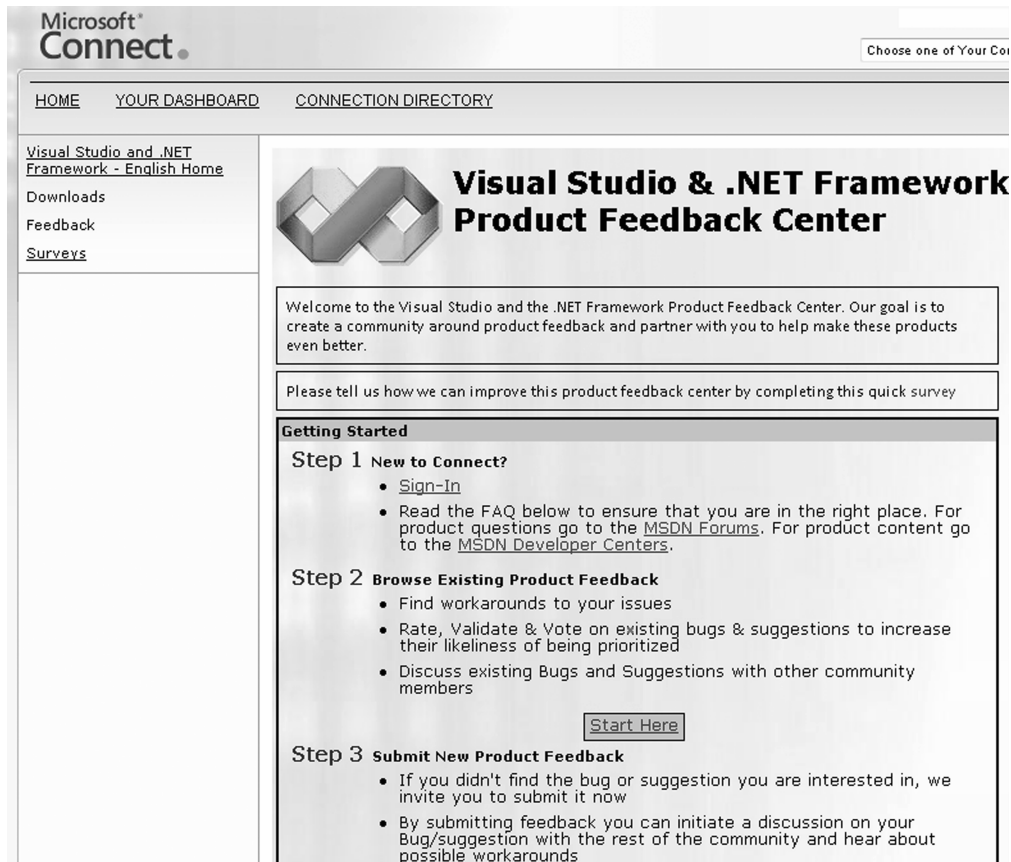 Microsoft
Connect.
Choose one of Your Co
HOME YOUR DASHBOARD CONNECTION DIRECTORY
Visual Studio and .NET
Framework - English Home
Downloads
Feedback
Surveys
Visual Studio & .NET Framework
Product Feedback Center
Welcome to the Visual Studio and the .NET Framework Product Feedback Center. Our goal is to
create a community around product feedback and partner with you to help make these products
even better.
Please tell us how we can improve this product feedback center by completing this quick survey
Getting Started
Step 1 New to Connect?
• Sign-In
• Read the FAQ below to ensure that you are in the right place. For
product questions go to the MSDN Forums. For product content go
to the MSDN Developer Centers.
Step 2 Browse Existing Product Feedback
• Find workarounds to your issues
• Rate, Validate & Vote on existing bugs & suggestions to increase
their likeliness of being prioritized
• Discuss existing Bugs and Suggestions with other community
members
Start Here
Step 3 Submit New Product Feedback
• If you didn't find the bug or suggestion you are interested in, we
invite you to submit it now
• By submitting feedback you can initiate a discussion on your
Bug/suggestion with the rest of the community and hear about
possible workarounds